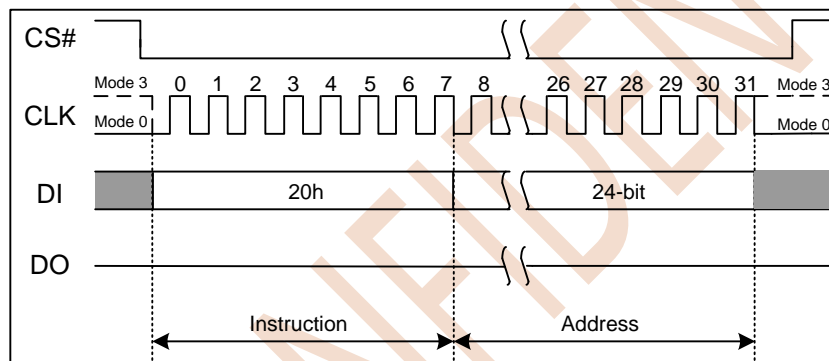 CS#
Mode 3 0 1 2 3 4 5 6 7 8 26 27 28 29 30 31 Mode 3
CLK
Mode 0 Mode 0
DI 20h 24-bit
DO
Instruction Address